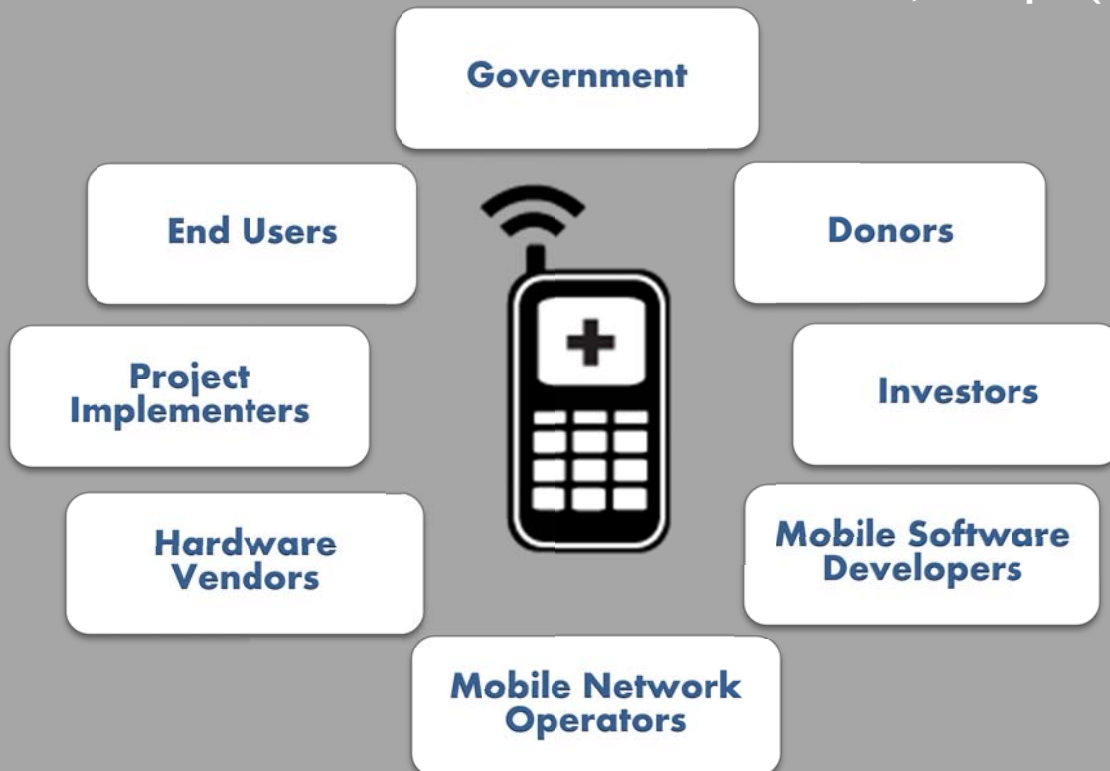 Government
End Users
Donors
Project
Implementers
Investors
Hardware
Vendors
Mobile Software
Developers
Mobile Network
Operators